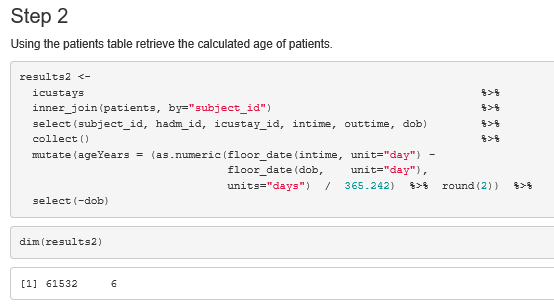 Step 2
Using the patients table retrieve the calculated age of patients.
results2 <-
icustays %>%
inner_join(patients, by="subject_id") %>%
select(subject_id, hadm_id, icustay_id, intime, outtime, dob) %>%
collect() %>%
mutate(ageYears = (as.numeric(floor_date(intime, unit="day") -
floor_date(dob, unit="day"),
units="days") / 365.242) %>% round(2)) %>%
select(-dob)
dim(results2)
[1] 61532 6